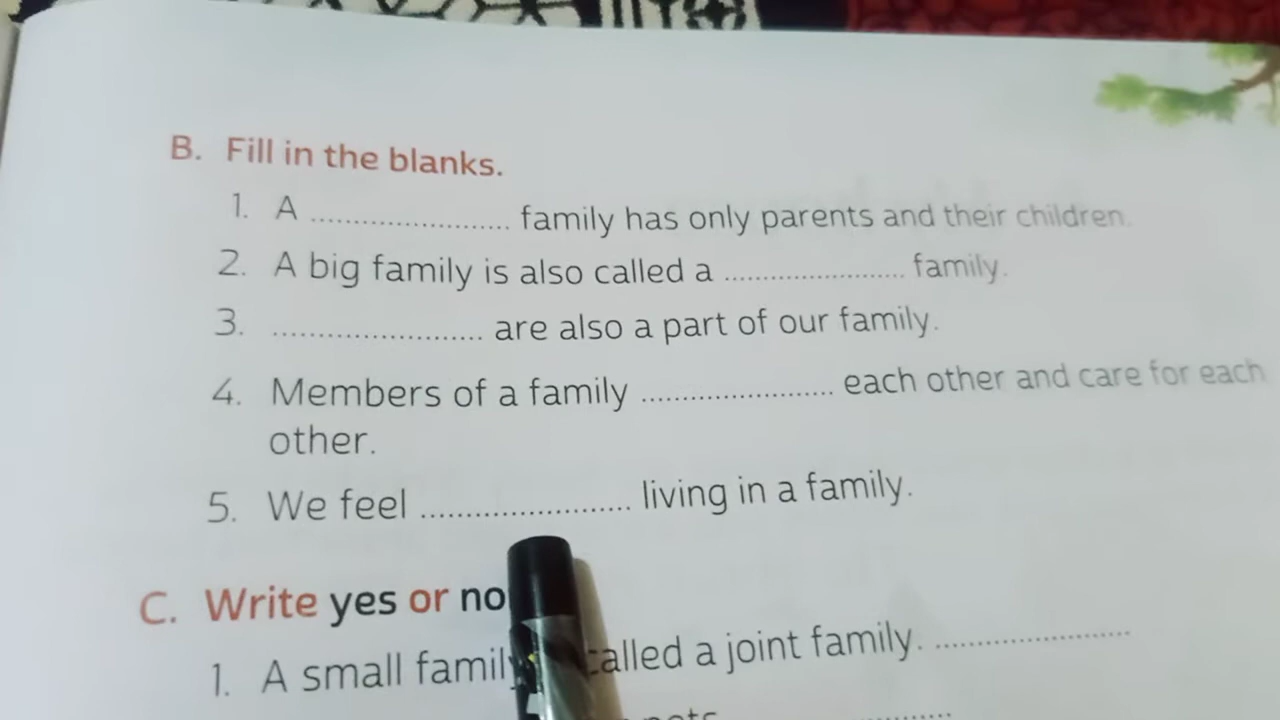 B. Fill in the blanks.
1. A ........................ family has only parents and their children.
2. A big family is also called a ...................... family.
3. ......................... are also a part of our family.
4. Members of a family ....................... each other and care for each
other.
5. We feel ......................... living in a family.
C. Write yes or no
1. A small family called a joint family. ........................